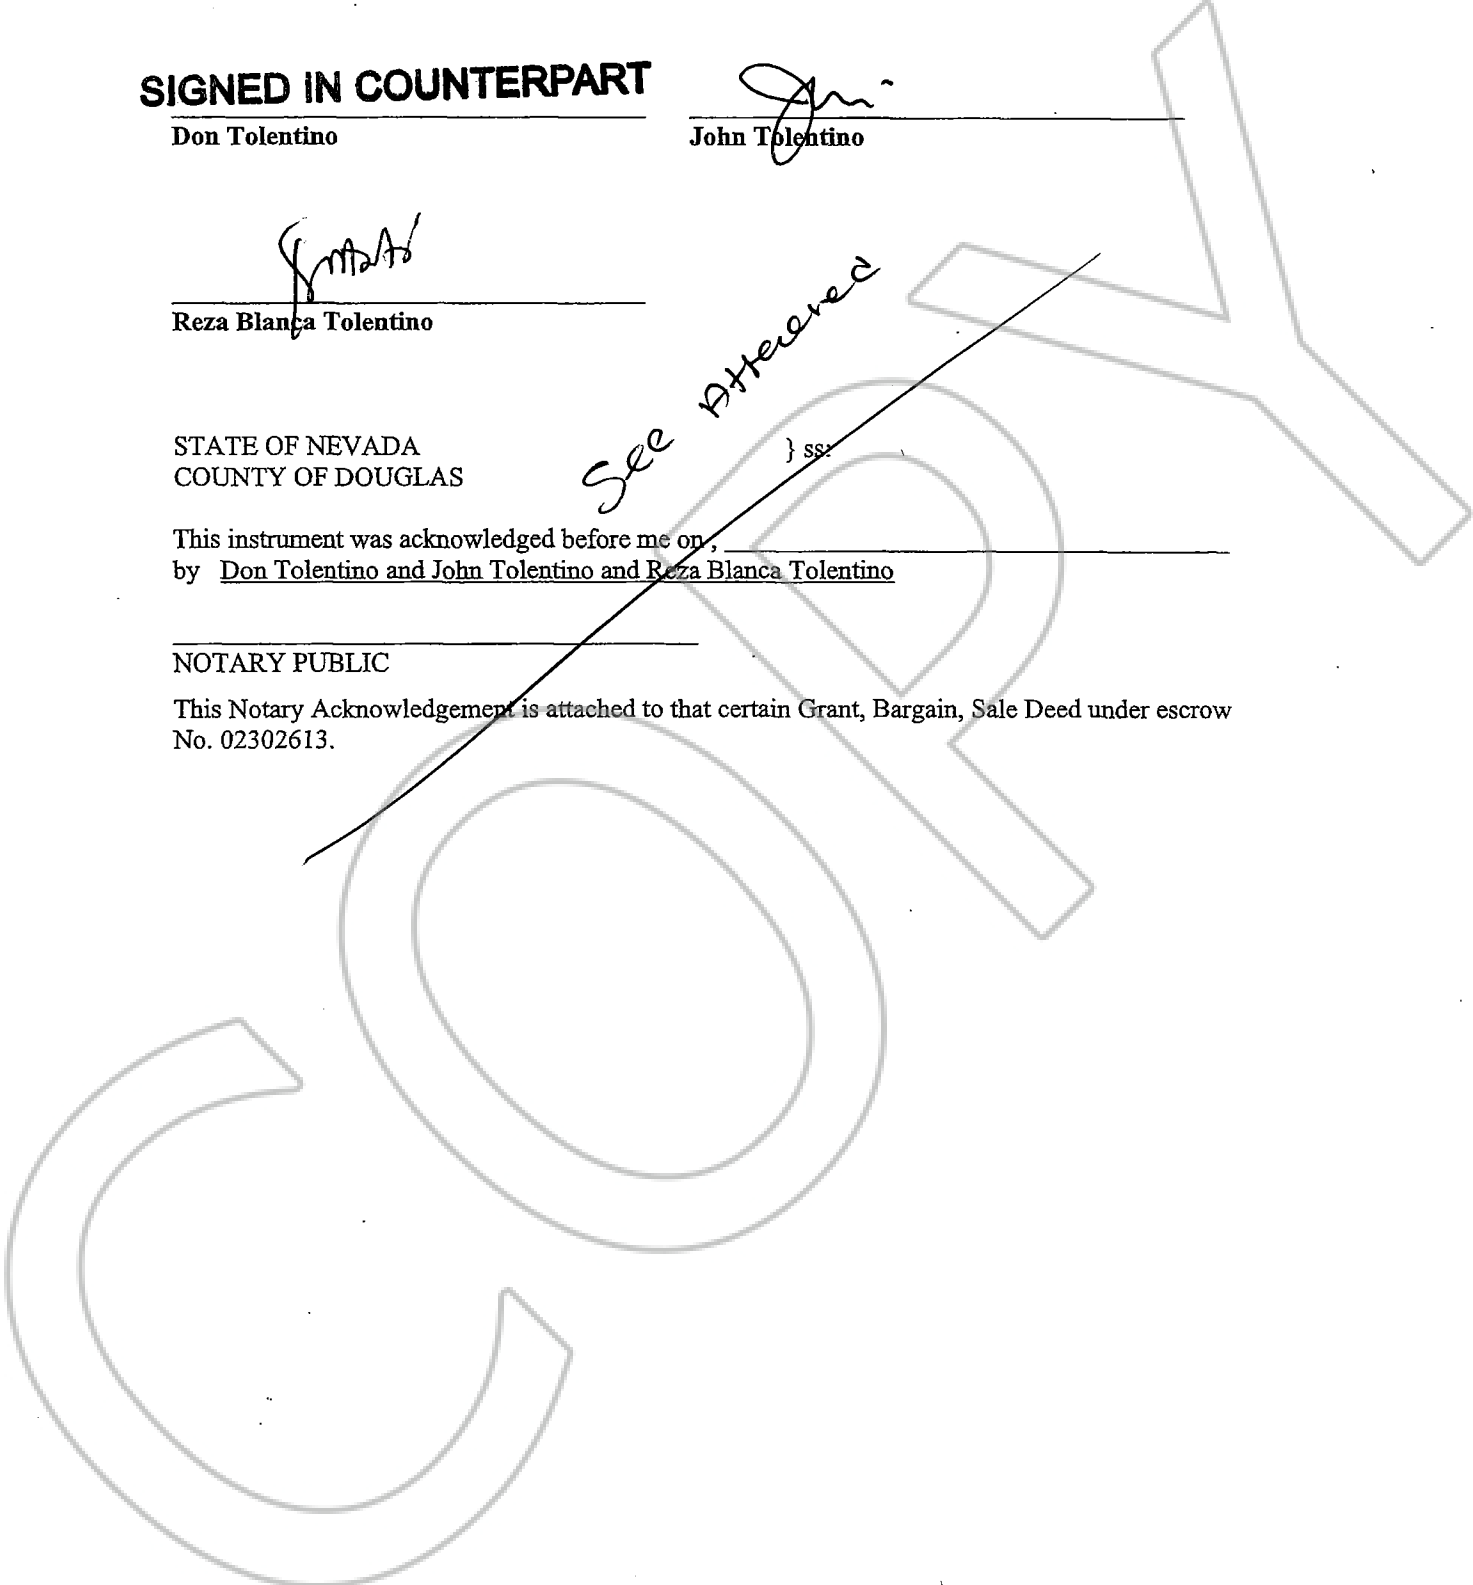 SIGNED IN COUNTERPART
Don Tolentino
John Tolentino
Reza Blanca Tolentino
See Attached
STATE OF NEVADA
} ss:
COUNTY OF DOUGLAS
This instrument was acknowledged before me on ,
by Don Tolentino and John Tolentino and Reza Blanca Tolentino
NOTARY PUBLIC
This Notary Acknowledgement is attached to that certain Grant, Bargain, Sale Deed under escrow
No. 02302613.
COPY